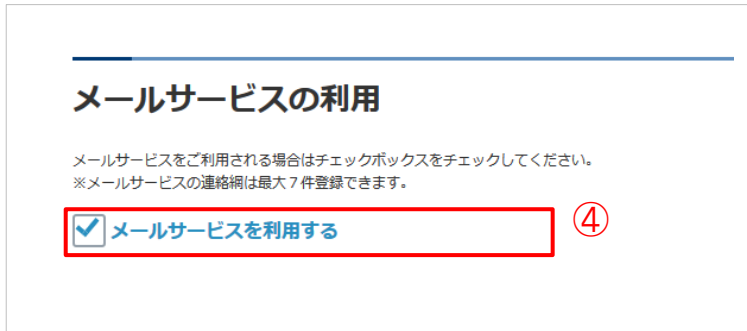 メールサービスの利用
メールサービスをご利用される場合はチェックボックスをチェックしてください。
※メールサービスの連絡網は最大７件登録できます。
メールサービスを利用する
④